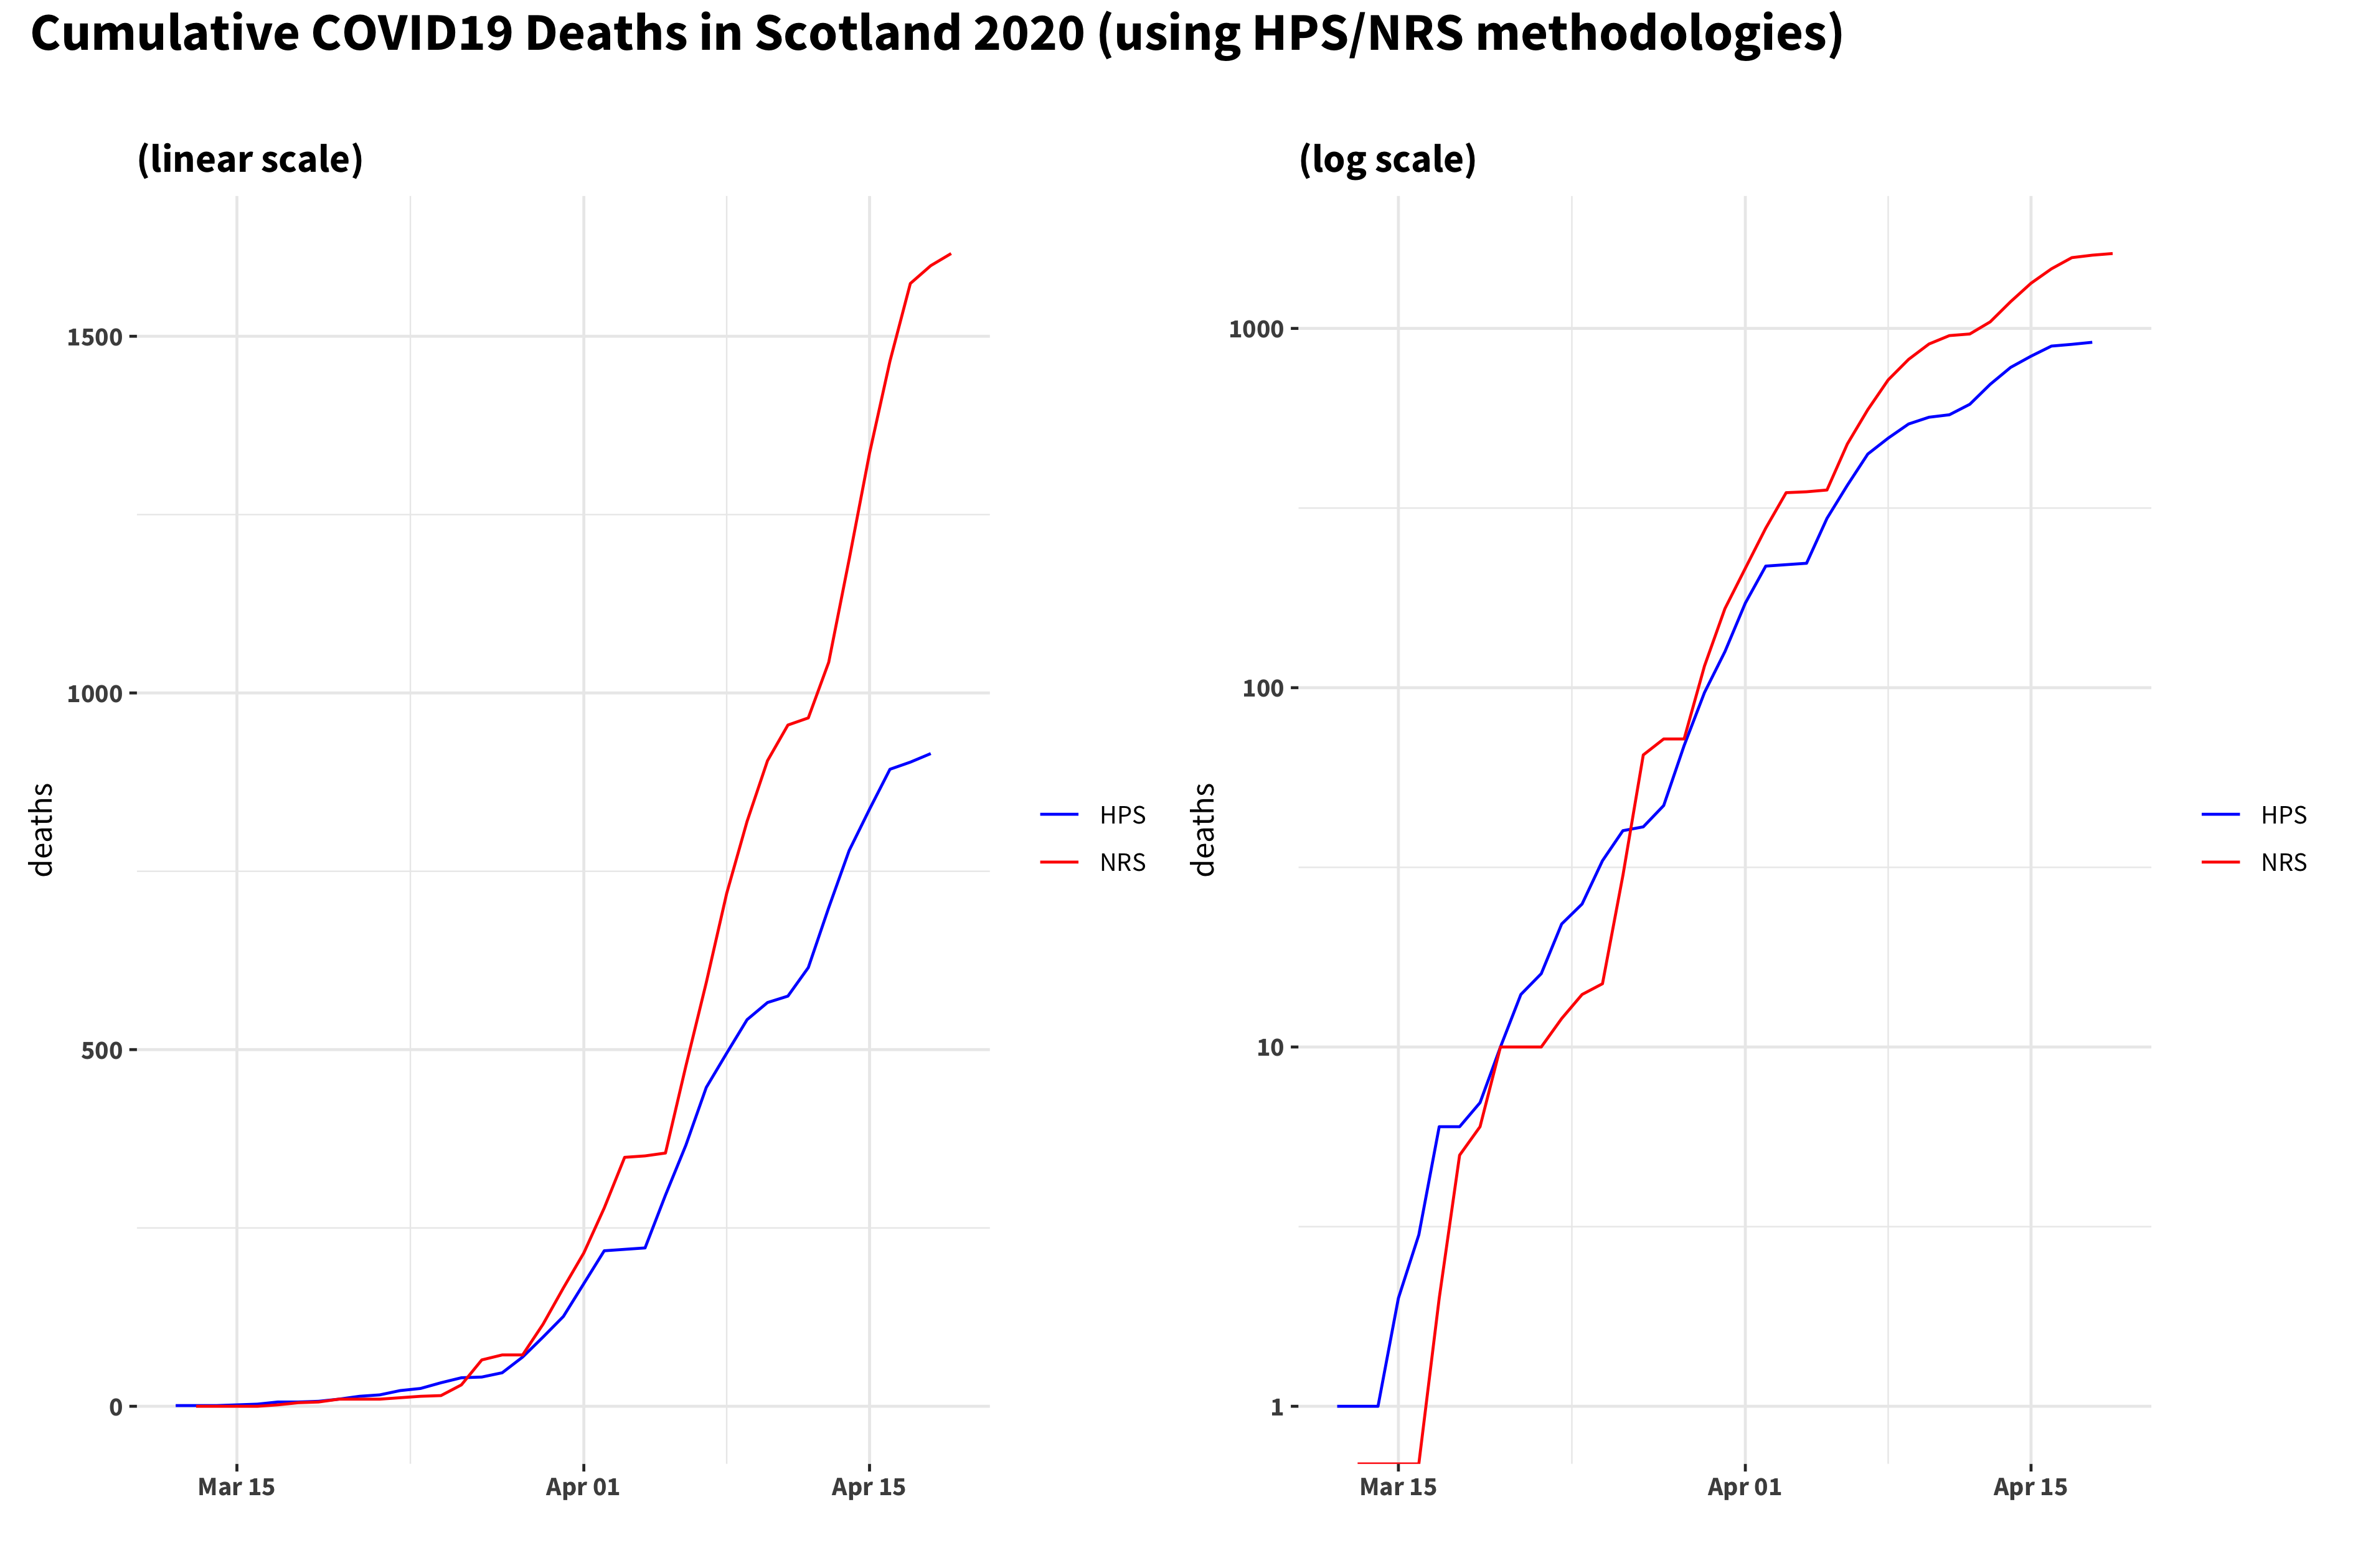 Cumulative COVID19 Deaths in Scotland 2020 (using HPS/NRS methodologies)
(linear scale)
1500
1000
500
0
deaths
Mar 15
Apr 01
Apr 15
HPS
NRS
(log scale)
1000
100
10
1
deaths
Mar 15
Apr 01
Apr 15
HPS
NRS